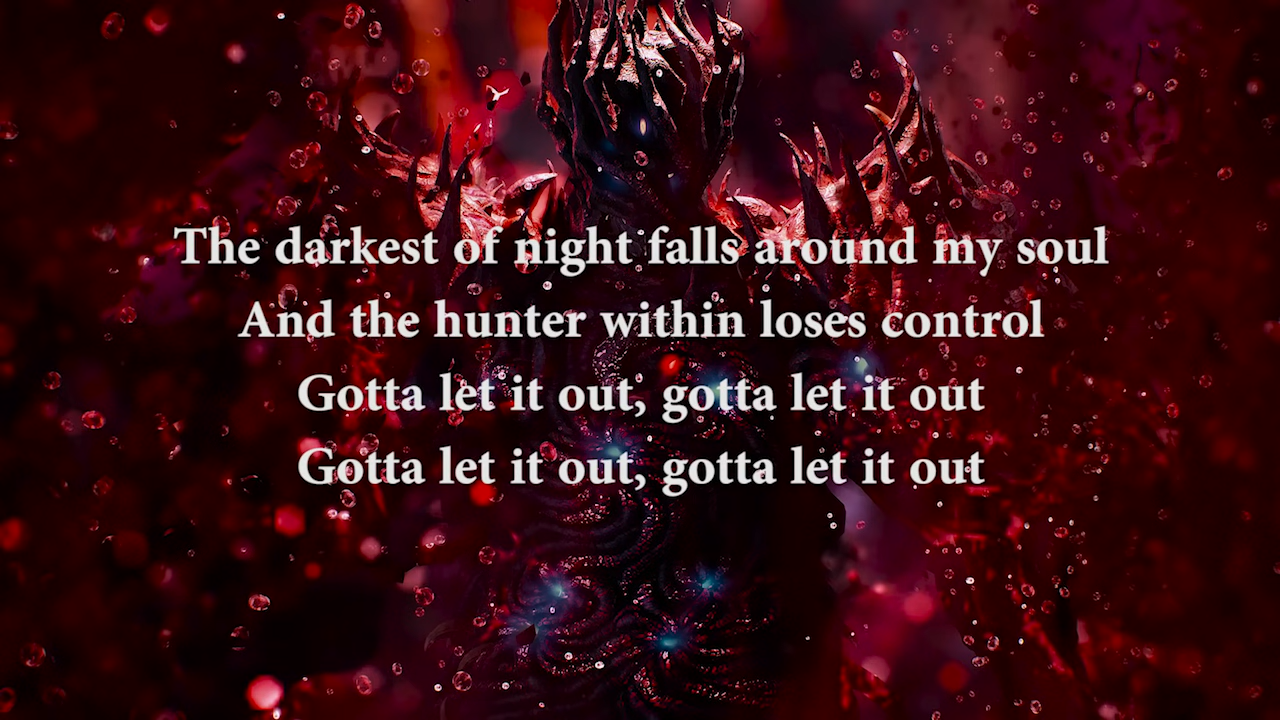 The darkest of night falls around my soul
And the hunter within loses control
Gotta let it out, gotta let it out
Gotta let it out, gotta let it out